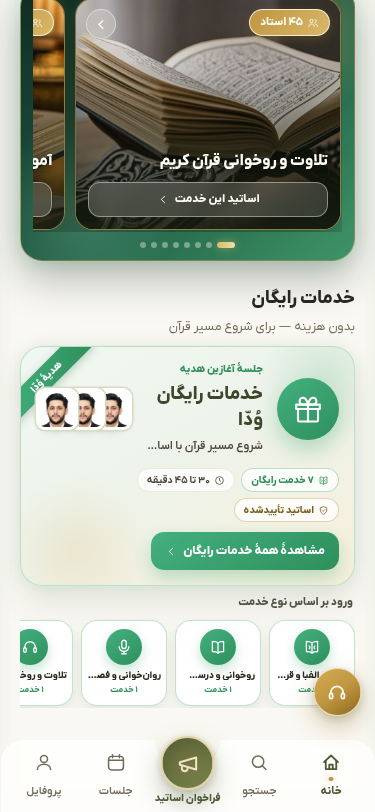 ۴۵ استاد
تلاوت و روخوانی قرآن کریم
آمو
اساتید این خدمت
خدمات رایگان
بدون هزینه — برای شروع مسیر قرآن
هدیهٔ وُدّا
جلسهٔ آغازین هدیه
خدمات رایگان
وُدّا
شروع مسیر قرآن با اسا...
۷ خدمت رایگان
۳۰ تا ۴۵ دقیقه
اساتید تأییدشده
مشاهدهٔ همهٔ خدمات رایگان
ورود بر اساس نوع خدمت
الفبا و قر...
۱ خدمت
روخوانی و درس...
۱ خدمت
روان‌خوانی و فص...
۱ خدمت
تلاوت و روخ
۱ خدمت
خانه
جستجو
فراخوان اساتید
جلسات
پروفایل